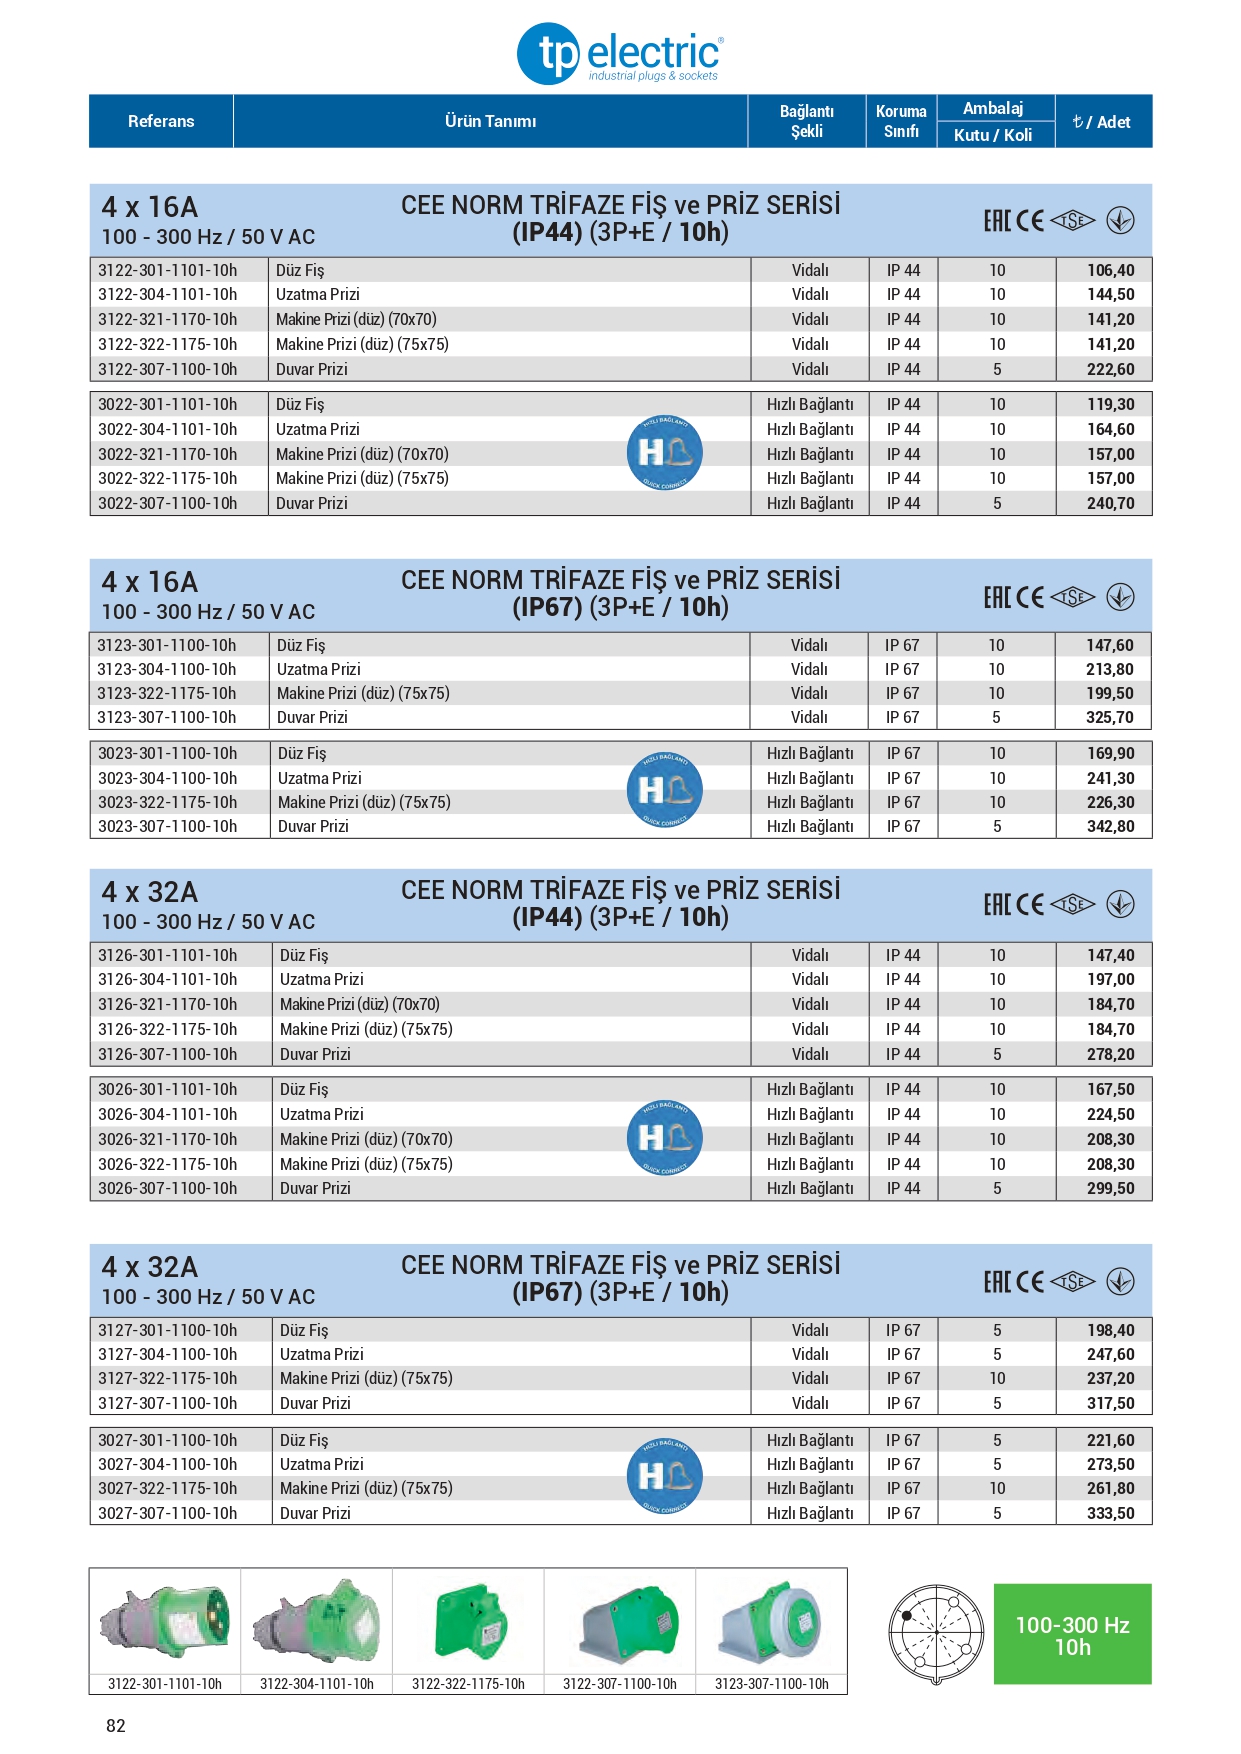 tp electric®
industrial plugs & sockets
Referans Ürün Tanımı Bağlantı Şekli Koruma Sınıfı Ambalaj Kutu / Koli ₺ / Adet
4 x 16A CEE NORM TRİFAZE FİŞ ve PRİZ SERİSİ
100 - 300 Hz / 50 V AC (IP44) (3P+E / 10h) EAC CE TSE
3122-301-1101-10h Düz Fiş Vidalı IP 44 10 106,40
3122-304-1101-10h Uzatma Prizi Vidalı IP 44 10 144,50
3122-321-1170-10h Makine Prizi (düz) (70x70) Vidalı IP 44 10 141,20
3122-322-1175-10h Makine Prizi (düz) (75x75) Vidalı IP 44 10 141,20
3122-307-1100-10h Duvar Prizi Vidalı IP 44 5 222,60
3022-301-1101-10h Düz Fiş Hızlı Bağlantı IP 44 10 119,30
3022-304-1101-10h Uzatma Prizi Hızlı Bağlantı IP 44 10 164,60
3022-321-1170-10h Makine Prizi (düz) (70x70) Hızlı Bağlantı IP 44 10 157,00
3022-322-1175-10h Makine Prizi (düz) (75x75) Hızlı Bağlantı IP 44 10 157,00
3022-307-1100-10h Duvar Prizi Hızlı Bağlantı IP 44 5 240,70
HIZLI BAĞLANTI
H
QUICK CONNECT
4 x 16A CEE NORM TRİFAZE FİŞ ve PRİZ SERİSİ
100 - 300 Hz / 50 V AC (IP67) (3P+E / 10h) EAC CE TSE
3123-301-1100-10h Düz Fiş Vidalı IP 67 10 147,60
3123-304-1100-10h Uzatma Prizi Vidalı IP 67 10 213,80
3123-322-1175-10h Makine Prizi (düz) (75x75) Vidalı IP 67 10 199,50
3123-307-1100-10h Duvar Prizi Vidalı IP 67 5 325,70
3023-301-1100-10h Düz Fiş Hızlı Bağlantı IP 67 10 169,90
3023-304-1100-10h Uzatma Prizi Hızlı Bağlantı IP 67 10 241,30
3023-322-1175-10h Makine Prizi (düz) (75x75) Hızlı Bağlantı IP 67 10 226,30
3023-307-1100-10h Duvar Prizi Hızlı Bağlantı IP 67 5 342,80
HIZLI BAĞLANTI
H
QUICK CONNECT
4 x 32A CEE NORM TRİFAZE FİŞ ve PRİZ SERİSİ
100 - 300 Hz / 50 V AC (IP44) (3P+E / 10h) EAC CE TSE
3126-301-1101-10h Düz Fiş Vidalı IP 44 10 147,40
3126-304-1101-10h Uzatma Prizi Vidalı IP 44 10 197,00
3126-321-1170-10h Makine Prizi (düz) (70x70) Vidalı IP 44 10 184,70
3126-322-1175-10h Makine Prizi (düz) (75x75) Vidalı IP 44 10 184,70
3126-307-1100-10h Duvar Prizi Vidalı IP 44 5 278,20
3026-301-1101-10h Düz Fiş Hızlı Bağlantı IP 44 10 167,50
3026-304-1101-10h Uzatma Prizi Hızlı Bağlantı IP 44 10 224,50
3026-321-1170-10h Makine Prizi (düz) (70x70) Hızlı Bağlantı IP 44 10 208,30
3026-322-1175-10h Makine Prizi (düz) (75x75) Hızlı Bağlantı IP 44 10 208,30
3026-307-1100-10h Duvar Prizi Hızlı Bağlantı IP 44 5 299,50
HIZLI BAĞLANTI
H
QUICK CONNECT
4 x 32A CEE NORM TRİFAZE FİŞ ve PRİZ SERİSİ
100 - 300 Hz / 50 V AC (IP67) (3P+E / 10h) EAC CE TSE
3127-301-1100-10h Düz Fiş Vidalı IP 67 5 198,40
3127-304-1100-10h Uzatma Prizi Vidalı IP 67 5 247,60
3127-322-1175-10h Makine Prizi (düz) (75x75) Vidalı IP 67 10 237,20
3127-307-1100-10h Duvar Prizi Vidalı IP 67 5 317,50
3027-301-1100-10h Düz Fiş Hızlı Bağlantı IP 67 5 221,60
3027-304-1100-10h Uzatma Prizi Hızlı Bağlantı IP 67 5 273,50
3027-322-1175-10h Makine Prizi (düz) (75x75) Hızlı Bağlantı IP 67 10 261,80
3027-307-1100-10h Duvar Prizi Hızlı Bağlantı IP 67 5 333,50
HIZLI BAĞLANTI
H
QUICK CONNECT
3122-301-1101-10h 3122-304-1101-10h 3122-322-1175-10h 3122-307-1100-10h 3123-307-1100-10h
100-300 Hz
10h
82